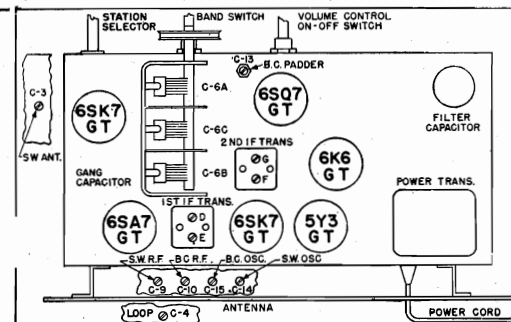 STATION
SELECTOR
BAND SWITCH
VOLUME CONTROL
ON-OFF SWITCH
C-13
B.C. PADDER
C-3
C-6A
6SQ7
GT
6SK7
GT
FILTER
CAPACITOR
C-6C
SW ANT.
2ND IF TRANS
G
F
6K6
GT
GANG
CAPACITOR
C-6B
POWER TRANS.
1ST IF TRANS.
D
E
6SA7
GT
6SK7
GT
5Y3
GT
S.W.R.F. BC R.F. B.C. OSC. S.W. OSC
C-9 C-10 C-15 C-14
ANTENNA
LOOP C-4
POWER CORD